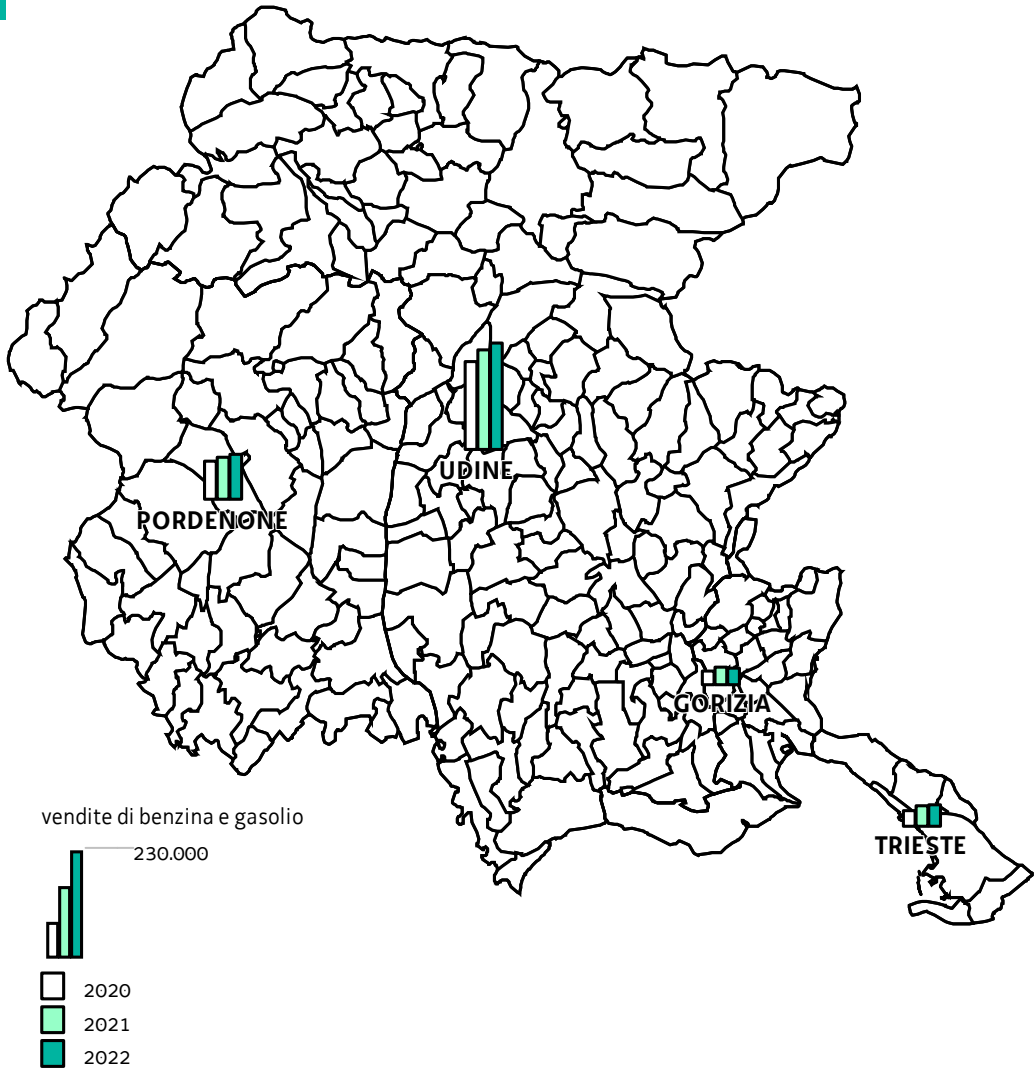 UDINE
PORDENONE
GORIZIA
TRIESTE
vendite di benzina e gasolio
230.000
2020
2021
2022